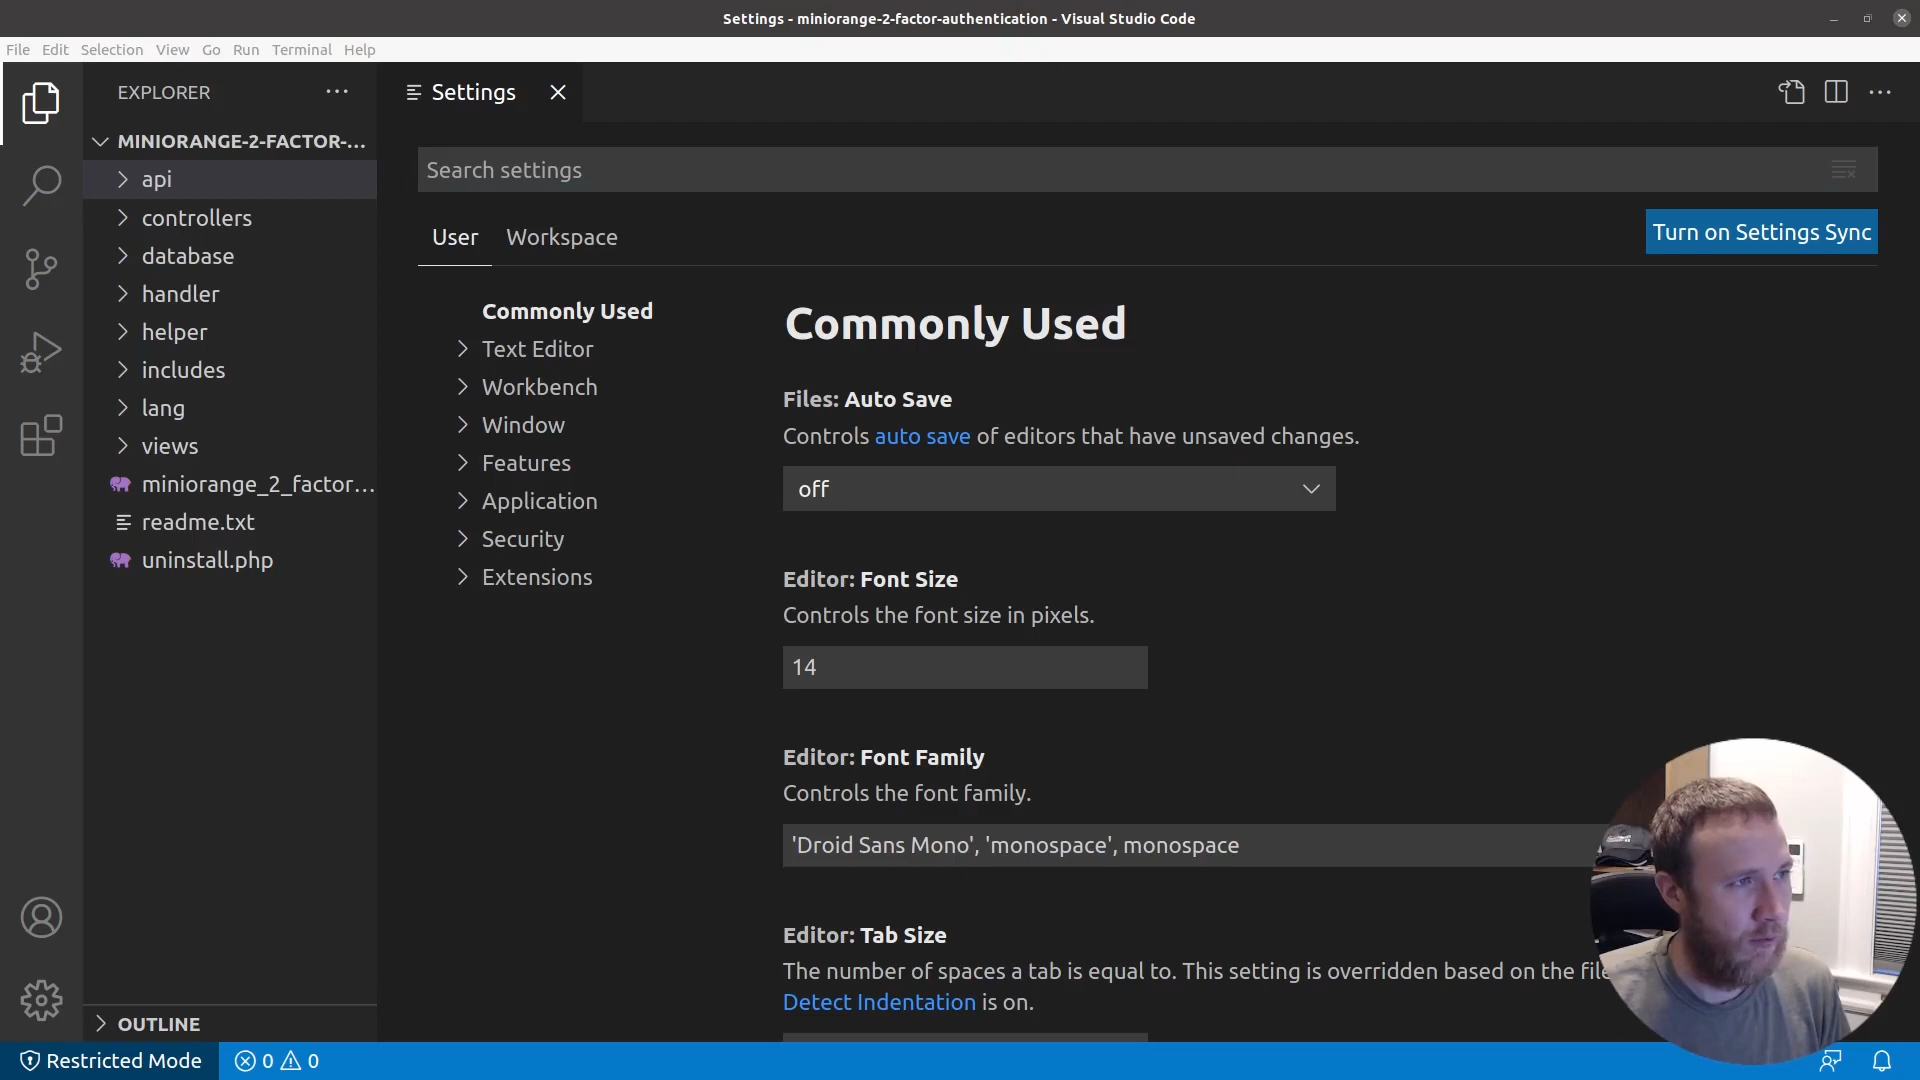 Settings - miniorange-2-factor-authentication - Visual Studio Code
File Edit Selection View Go Run Terminal Help
EXPLORER
Settings
MINIORANGE-2-FACTOR-...
api
controllers
database
handler
helper
includes
lang
views
miniorange_2_factor...
readme.txt
uninstall.php
OUTLINE
Search settings
User Workspace
Turn on Settings Sync
Commonly Used
Text Editor
Workbench
Window
Features
Application
Security
Extensions
Commonly Used
Files: Auto Save
Controls auto save of editors that have unsaved changes.
off
Editor: Font Size
Controls the font size in pixels.
14
Editor: Font Family
Controls the font family.
'Droid Sans Mono', 'monospace', monospace
Editor: Tab Size
The number of spaces a tab is equal to. This setting is overridden based on the file
Detect Indentation is on.
Restricted Mode 0 0